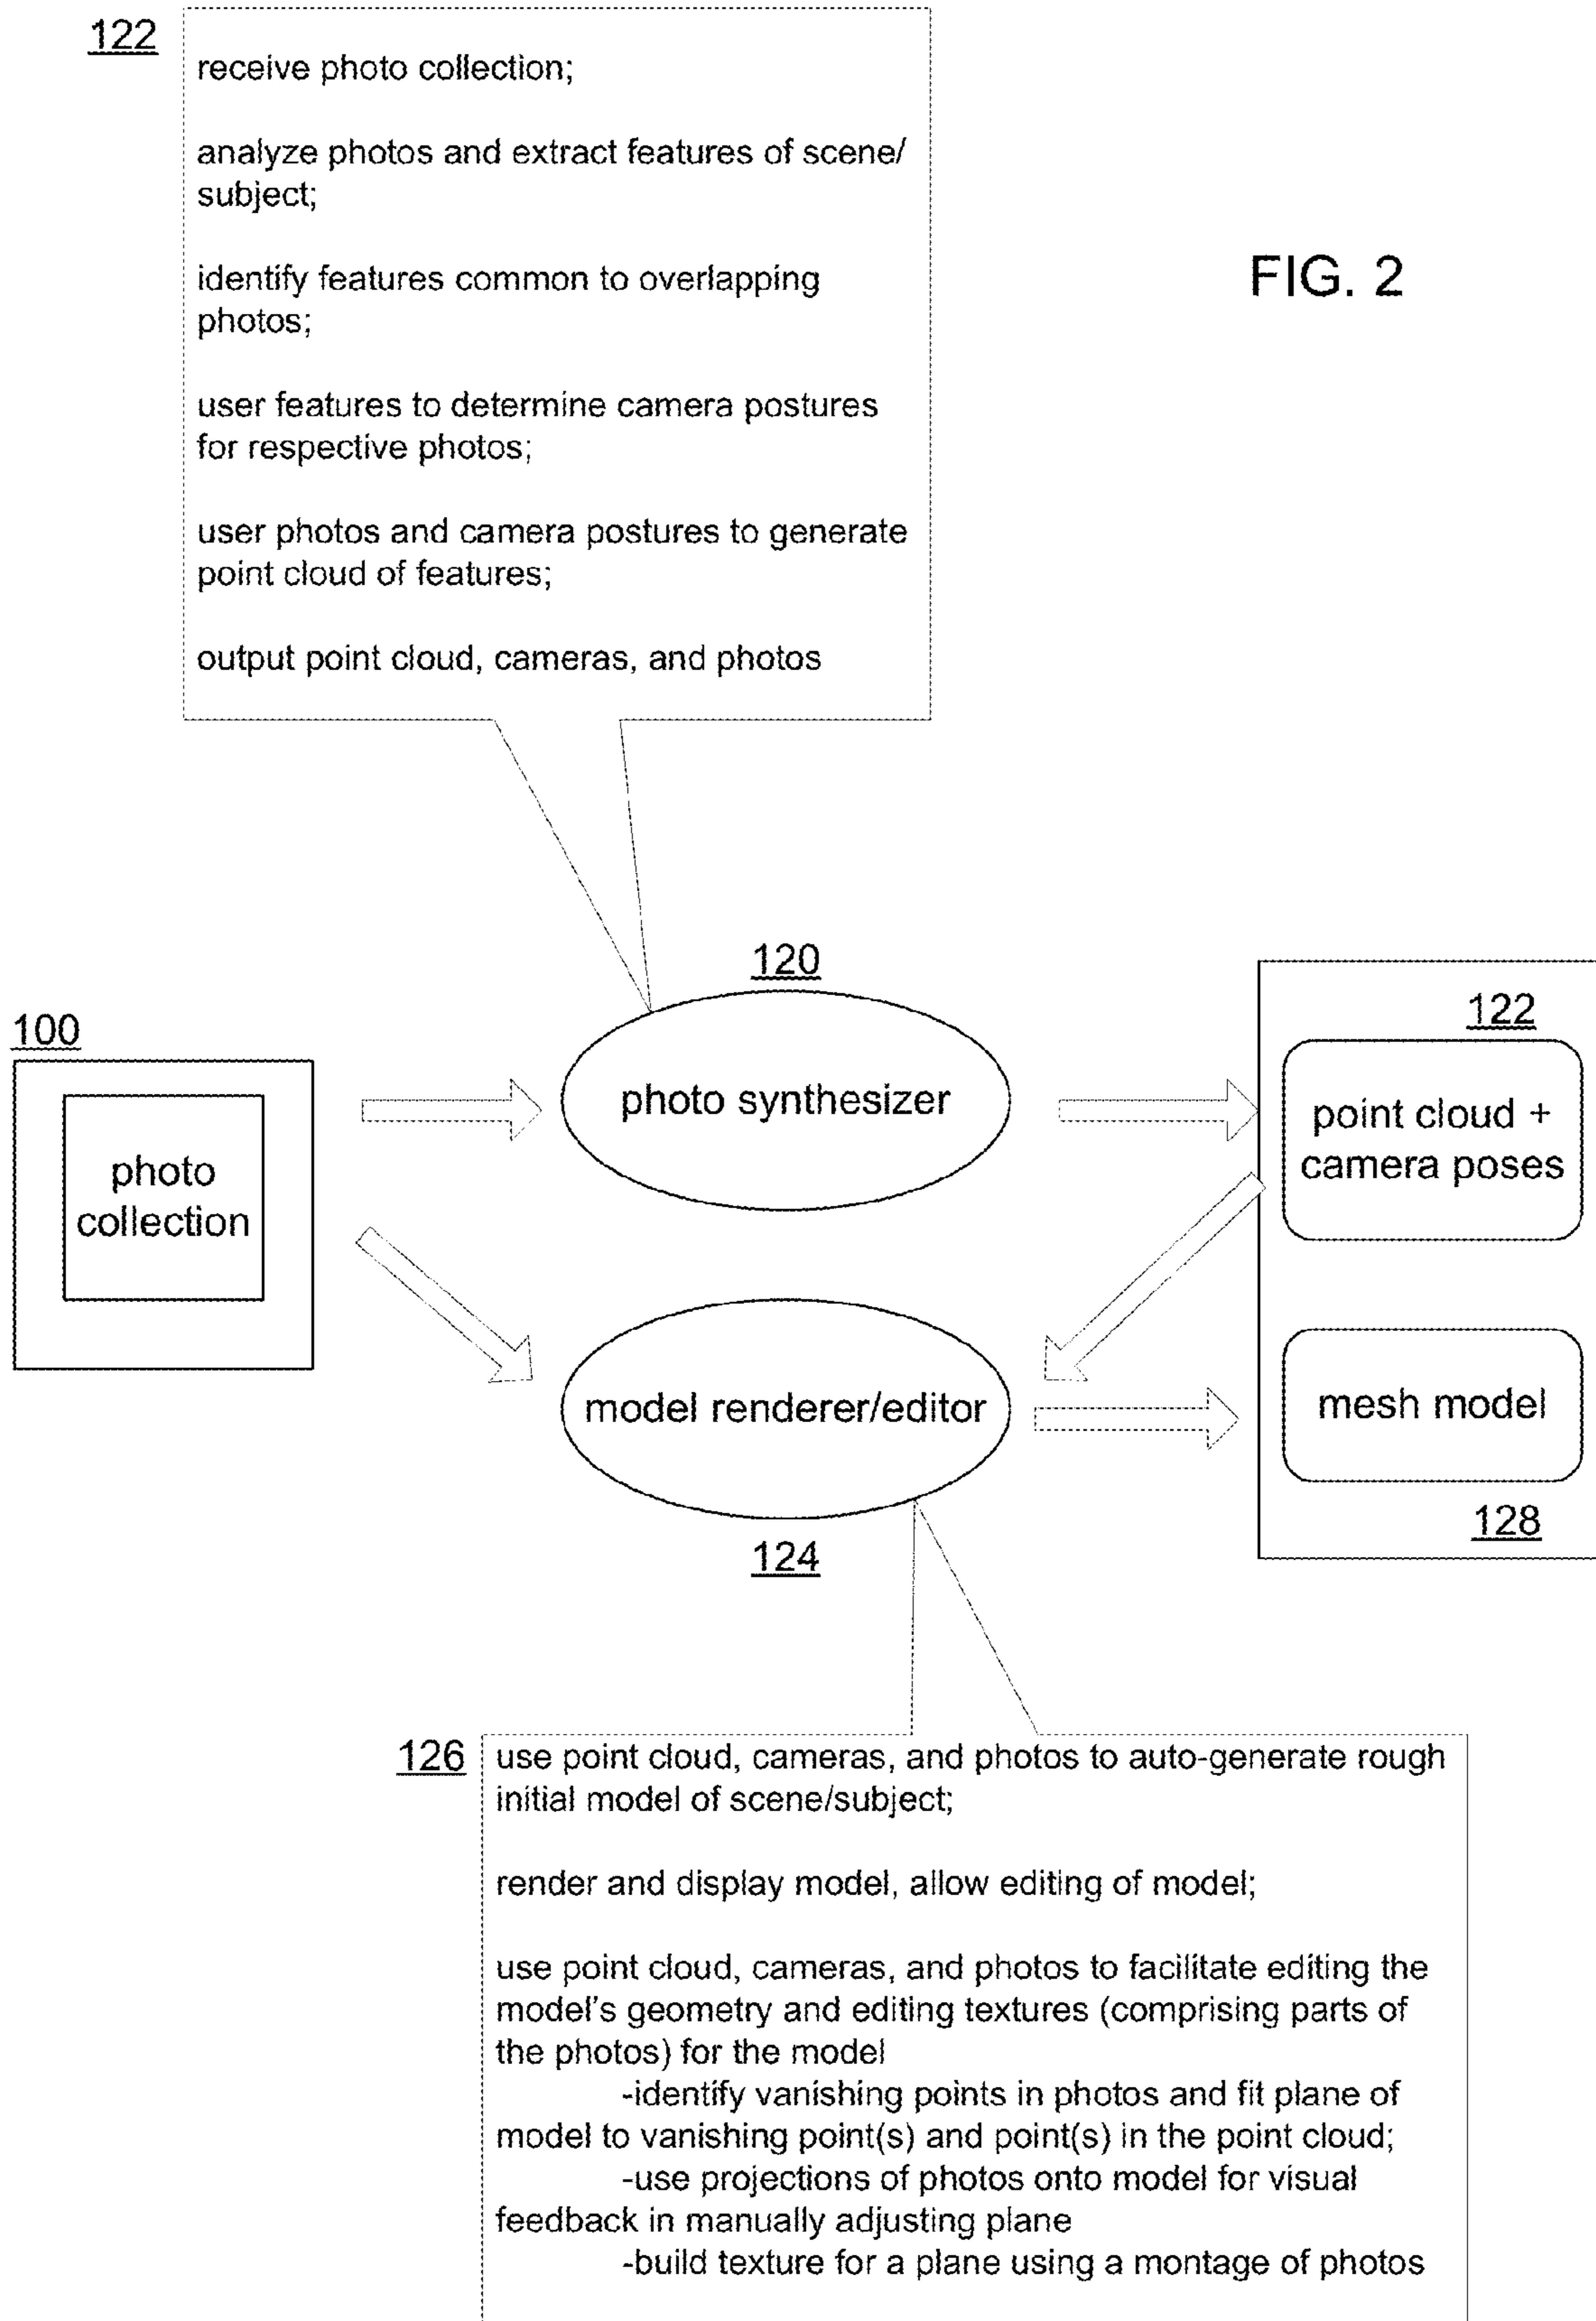 122
receive photo collection;
analyze photos and extract features of scene/
subject;
identify features common to overlapping
photos;
user features to determine camera postures
for respective photos;
user photos and camera postures to generate
point cloud of features;
output point cloud, cameras, and photos
FIG. 2
100
photo
collection
120
photo synthesizer
122
point cloud +
camera poses
model renderer/editor
124
mesh model
128
126
use point cloud, cameras, and photos to auto-generate rough
initial model of scene/subject;
render and display model, allow editing of model;
use point cloud, cameras, and photos to facilitate editing the
model's geometry and editing textures (comprising parts of
the photos) for the model
-identify vanishing points in photos and fit plane of
model to vanishing point(s) and point(s) in the point cloud;
-use projections of photos onto model for visual
feedback in manually adjusting plane
-build texture for a plane using a montage of photos